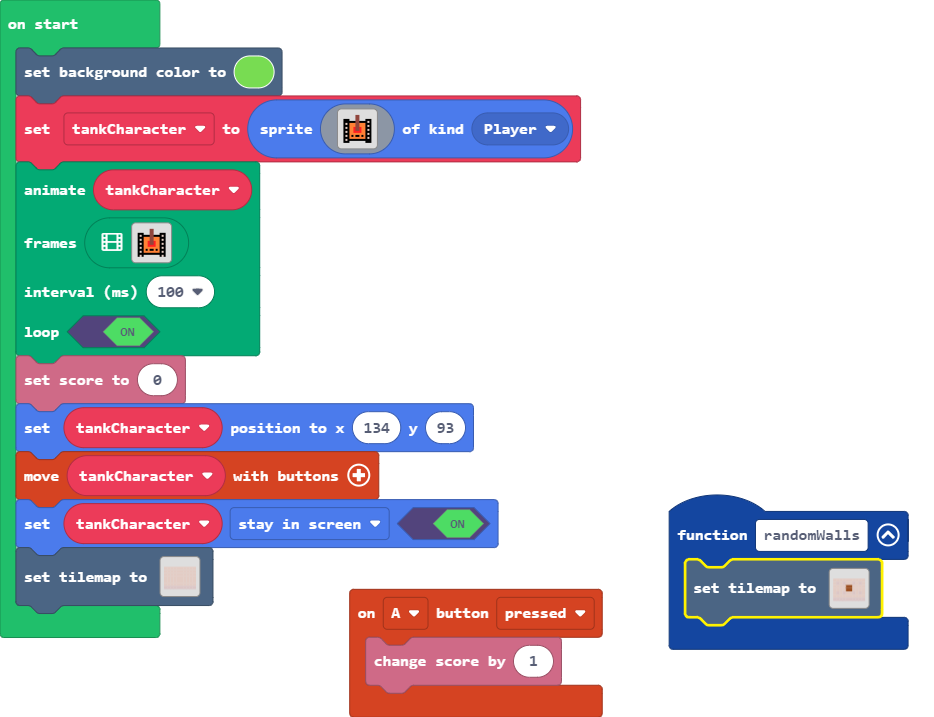 on start
set background color to
set tankCharacter to sprite of kind Player
animate tankCharacter
frames
interval (ms) 100
loop ON
set score to 0
set tankCharacter position to x 134 y 93
move tankCharacter with buttons
set tankCharacter stay in screen ON
set tilemap to
function randomWalls
set tilemap to
on A button pressed
change score by 1